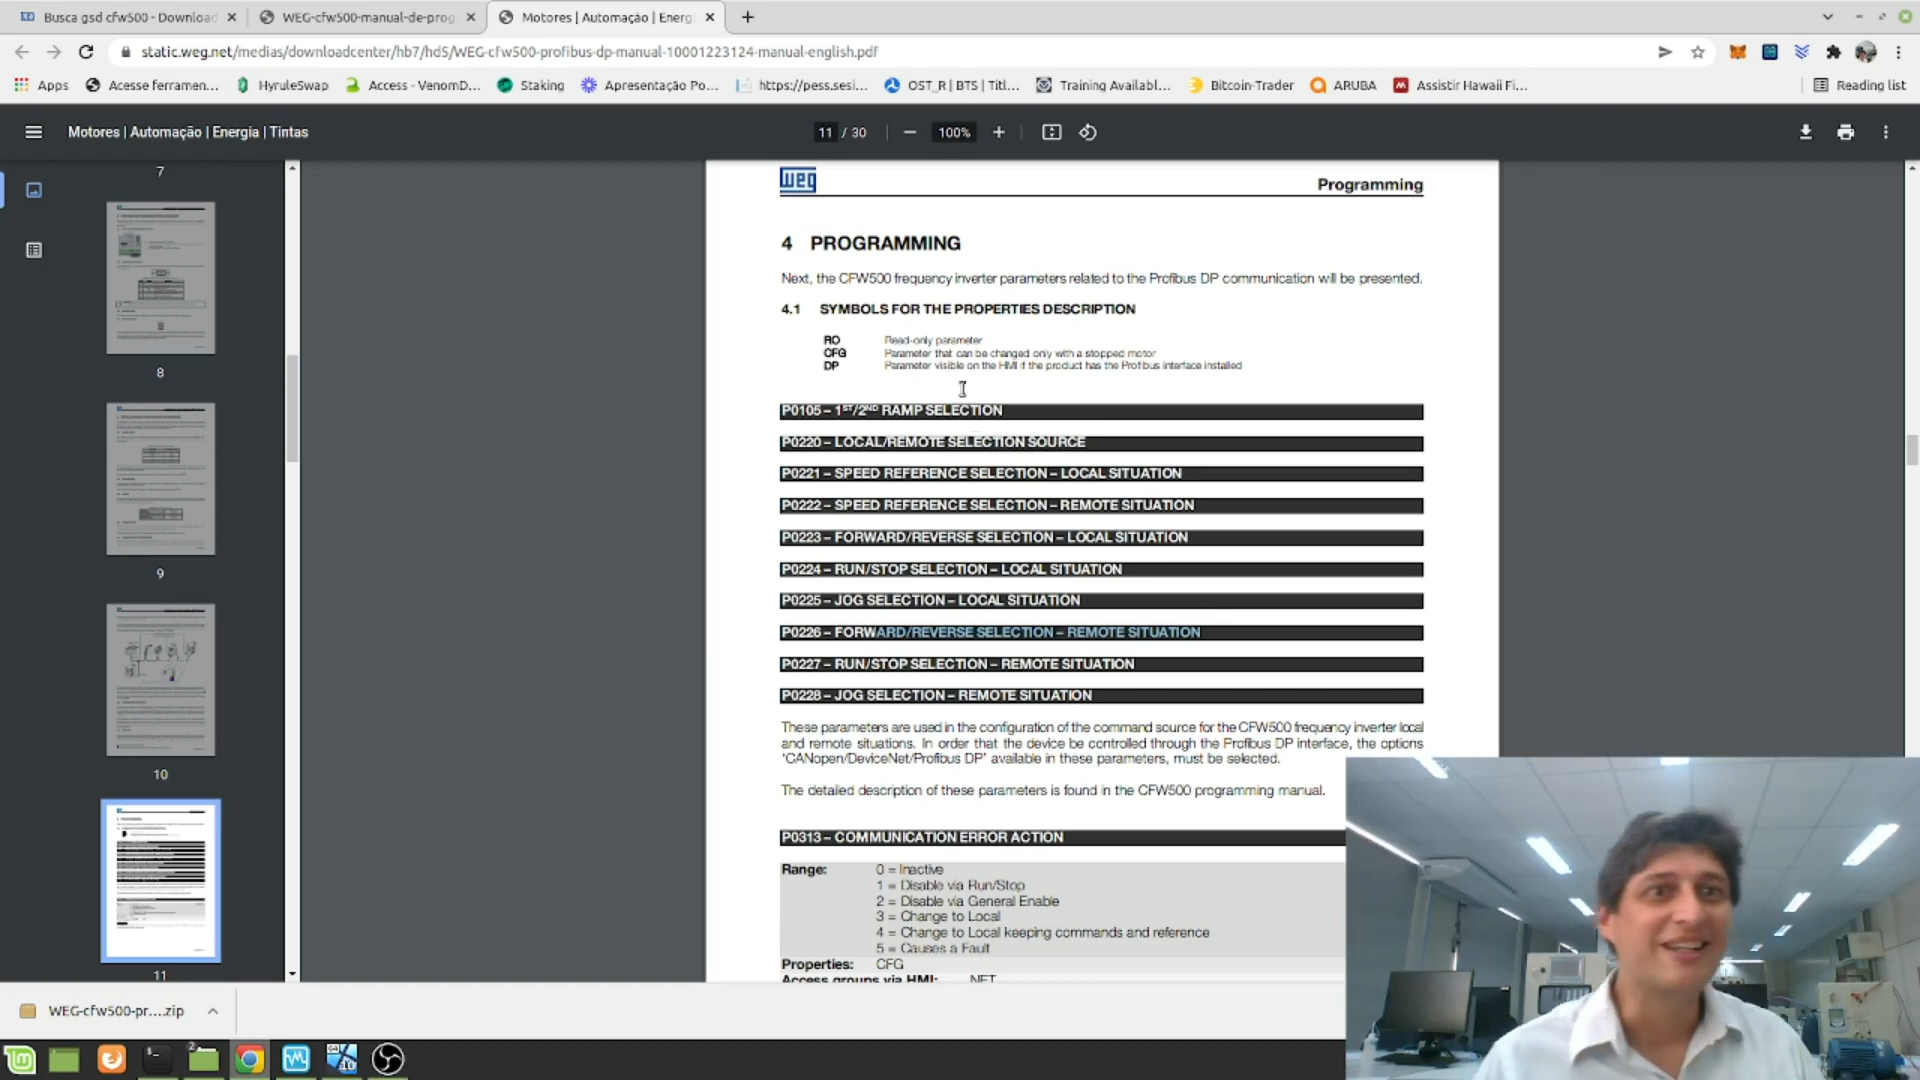 Busca gsd cfw500 - Download
WEG-cfw500-manual-de-prog
Motores | Automação | Energi
static.weg.net/medias/downloadcenter/hb7/hd5/WEG-cfw500-profibus-dp-manual-10001223124-manual-english.pdf
Apps
Acesse ferramen...
HyruleSwap
Access - VenomD...
Staking
Apresentação Po...
https://pess.sesi...
OST_R | BTS | Titl...
Training Availabl...
Bitcoin-Trader
ARUBA
Assistir Hawaii Fi...
Reading list
Motores | Automação | Energia | Tintas
11 / 30
100%
7
8
9
10
11
weg
Programming
4 PROGRAMMING
Next, the CFW500 frequency inverter parameters related to the Profibus DP communication will be presented.
4.1 SYMBOLS FOR THE PROPERTIES DESCRIPTION
RO Read-only parameter
CFG Parameter that can be changed only with a stopped motor
DP Parameter visible on the HMI if the product has the Profibus interface installed
P0105 – 1ST/2ND RAMP SELECTION
P0220 – LOCAL/REMOTE SELECTION SOURCE
P0221 – SPEED REFERENCE SELECTION – LOCAL SITUATION
P0222 – SPEED REFERENCE SELECTION – REMOTE SITUATION
P0223 – FORWARD/REVERSE SELECTION – LOCAL SITUATION
P0224 – RUN/STOP SELECTION – LOCAL SITUATION
P0225 – JOG SELECTION – LOCAL SITUATION
P0226 – FORWARD/REVERSE SELECTION – REMOTE SITUATION
P0227 – RUN/STOP SELECTION – REMOTE SITUATION
P0228 – JOG SELECTION – REMOTE SITUATION
These parameters are used in the configuration of the command source for the CFW500 frequency inverter local
and remote situations. In order that the device be controlled through the Profibus DP interface, the options
'CANopen/DeviceNet/Profibus DP' available in these parameters, must be selected.
The detailed description of these parameters is found in the CFW500 programming manual.
P0313 – COMMUNICATION ERROR ACTION
Range: 0 = Inactive
1 = Disable via Run/Stop
2 = Disable via General Enable
3 = Change to Local
4 = Change to Local keeping commands and reference
5 = Causes a Fault
Properties: CFG
Access groups via HMI: NET
WEG-cfw500-pr....zip
2